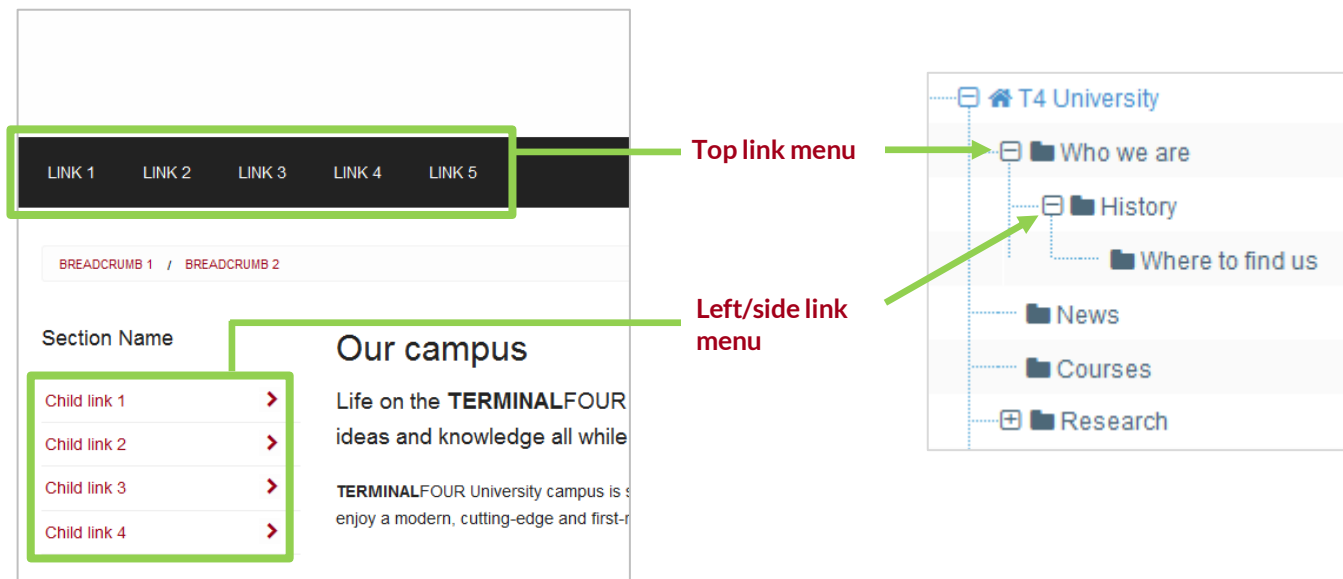 LINK 1 LINK 2 LINK 3 LINK 4 LINK 5
BREADCRUMB 1 / BREADCRUMB 2
Section Name
Child link 1
Child link 2
Child link 3
Child link 4
Our campus
Life on the TERMINALFOUR
ideas and knowledge all while
TERMINALFOUR University campus is
enjoy a modern, cutting-edge and
Top link menu
Left/side link
menu
T4 University
Who we are
History
Where to find us
News
Courses
Research